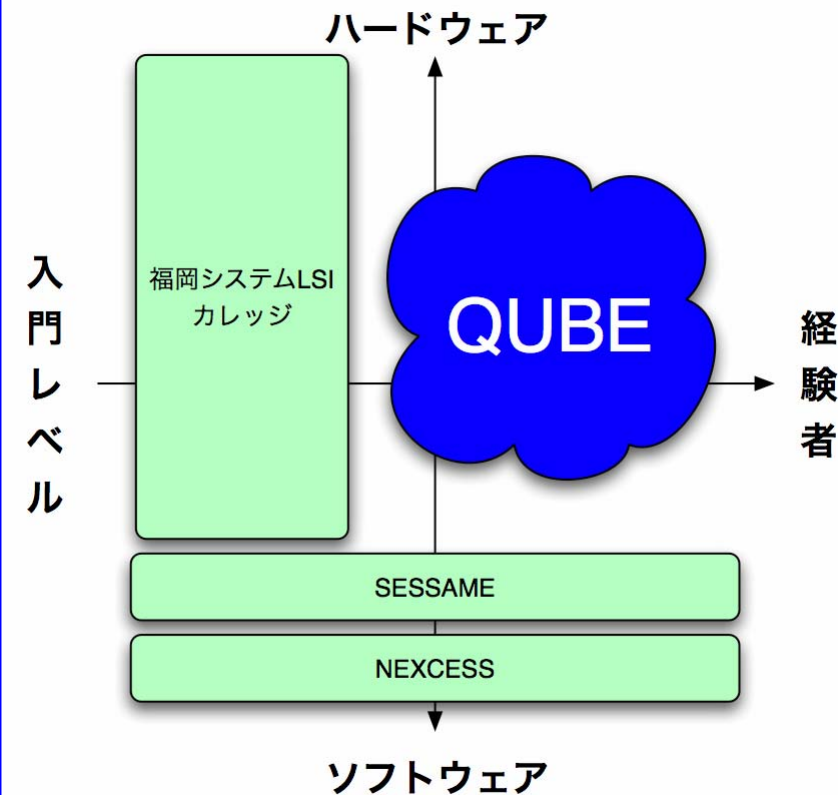 ハードウェア
入門レベル
福岡システムLSI
カレッジ
QUBE
経験者
SESSAME
NEXCESS
ソフトウェア